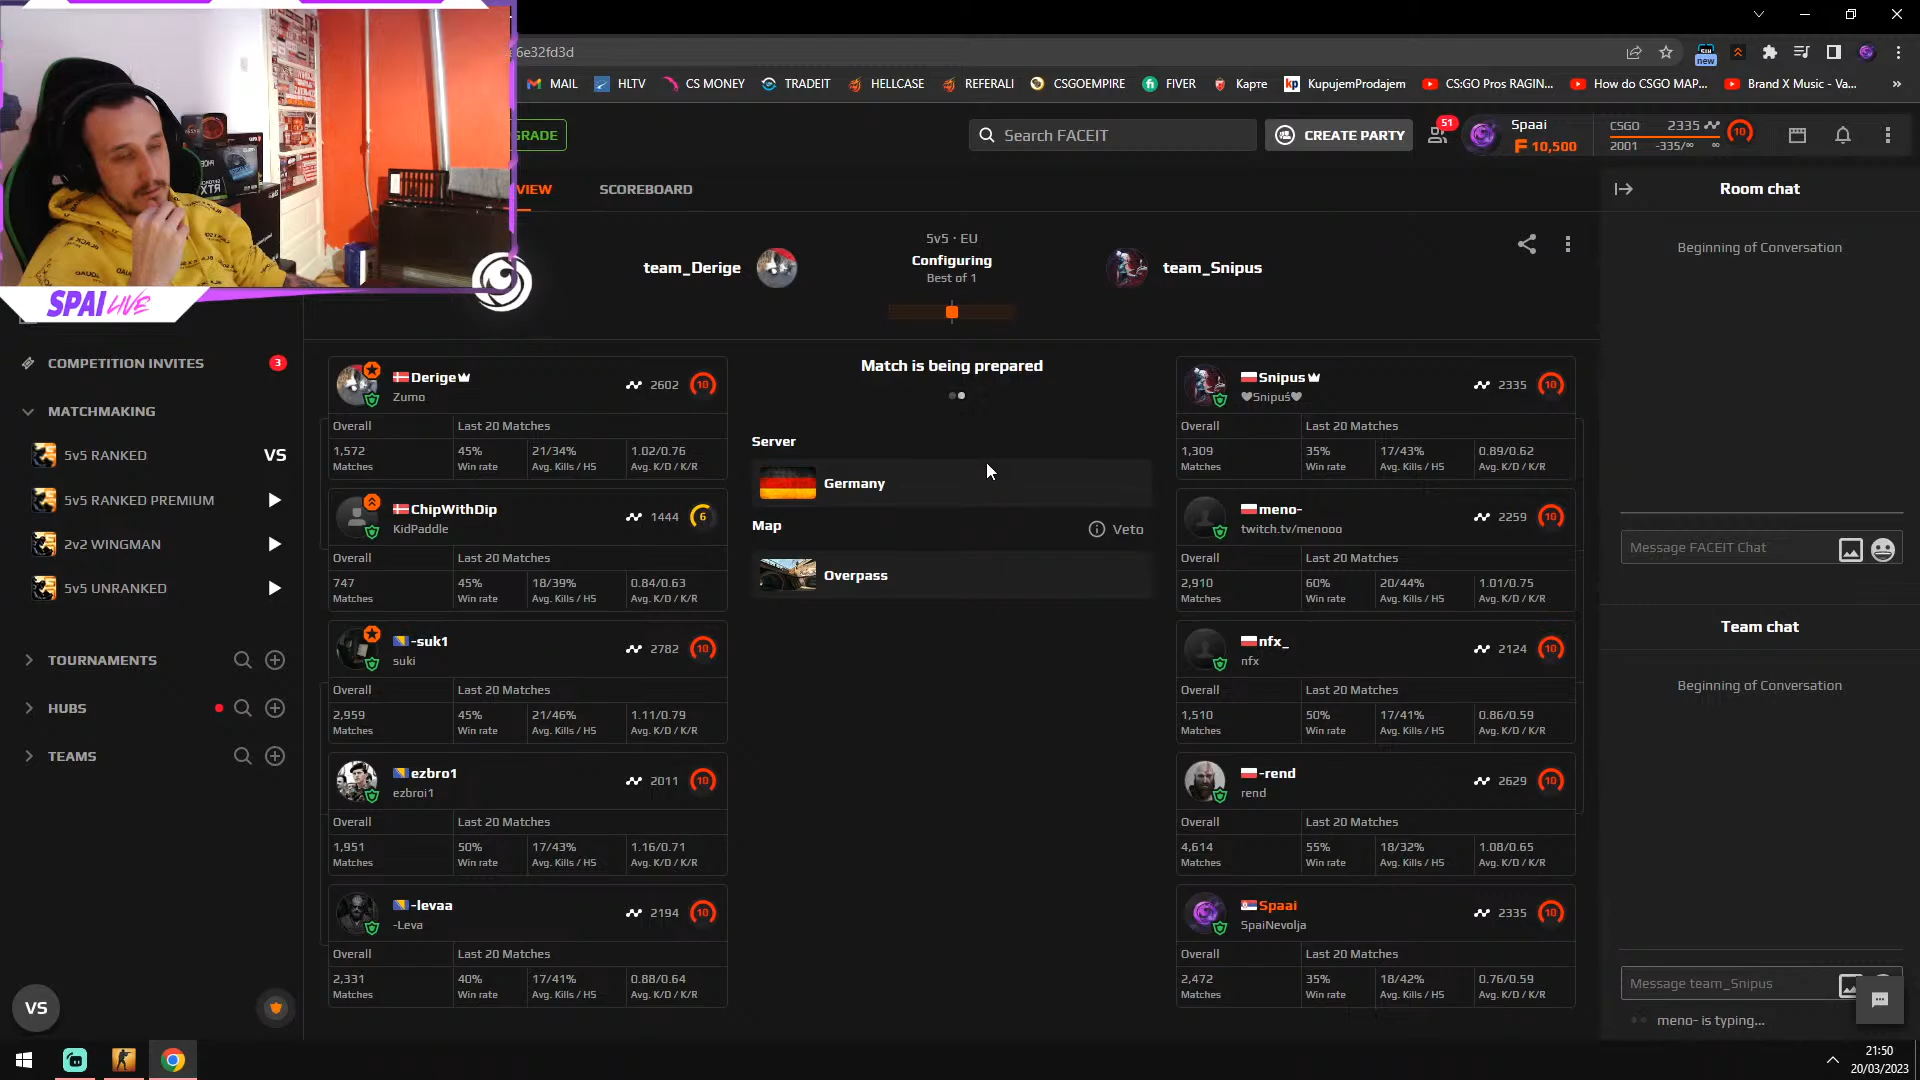 6e32fd3d
new
MAIL
HLTV
CS MONEY
TRADEIT
HELLCASE
REFERALI
CSGOEMPIRE
FIVER
Карте
KupujemProdajem
CS:GO Pros RAGIN...
How do CSGO MAP...
Brand X Music - Va...
GRADE
Search FACEIT
CREATE PARTY
51
Spaai
10,500
CSGO 2335
2001 -335/∞ ∞
10
VIEW
SCOREBOARD
team_Derige
5v5 · EU
Configuring
Best of 1
team_Snipus
SPAI LIVE
COMPETITION INVITES
3
MATCHMAKING
5v5 RANKED
VS
5v5 RANKED PREMIUM
2v2 WINGMAN
5v5 UNRANKED
TOURNAMENTS
HUBS
TEAMS
VS
Derige
Zumo
2602
10
Overall
Last 20 Matches
1,572 45% 21/34% 1.02/0.76
Matches Win rate Avg. Kills / HS Avg. K/D / K/R
ChipWithDip
KidPaddle
1444
6
Overall
Last 20 Matches
747 45% 18/39% 0.84/0.63
Matches Win rate Avg. Kills / HS Avg. K/D / K/R
-suk1
suki
2782
10
Overall
Last 20 Matches
2,959 45% 21/46% 1.11/0.79
Matches Win rate Avg. Kills / HS Avg. K/D / K/R
ezbro1
ezbroi1
2011
10
Overall
Last 20 Matches
1,951 50% 17/43% 1.16/0.71
Matches Win rate Avg. Kills / HS Avg. K/D / K/R
-levaa
-Leva
2194
10
Overall
Last 20 Matches
2,331 40% 17/41% 0.88/0.64
Matches Win rate Avg. Kills / HS Avg. K/D / K/R
Match is being prepared
Server
Germany
Map
Veto
Overpass
Snipus
♥Snipuś♥
2335
10
Overall
Last 20 Matches
1,309 35% 17/43% 0.89/0.62
Matches Win rate Avg. Kills / HS Avg. K/D / K/R
meno-
twitch.tv/menooo
2259
10
Overall
Last 20 Matches
2,910 60% 20/44% 1.01/0.75
Matches Win rate Avg. Kills / HS Avg. K/D / K/R
nfx_
nfx
2124
10
Overall
Last 20 Matches
1,510 50% 17/41% 0.86/0.59
Matches Win rate Avg. Kills / HS Avg. K/D / K/R
-rend
rend
2629
10
Overall
Last 20 Matches
4,614 55% 18/32% 1.08/0.65
Matches Win rate Avg. Kills / HS Avg. K/D / K/R
Spaai
SpaiNevolja
2335
10
Overall
Last 20 Matches
2,472 35% 18/42% 0.76/0.59
Matches Win rate Avg. Kills / HS Avg. K/D / K/R
Room chat
Beginning of Conversation
Message FACEIT Chat
Team chat
Beginning of Conversation
Message team_Snipus
meno- is typing...
21:50
20/03/2023